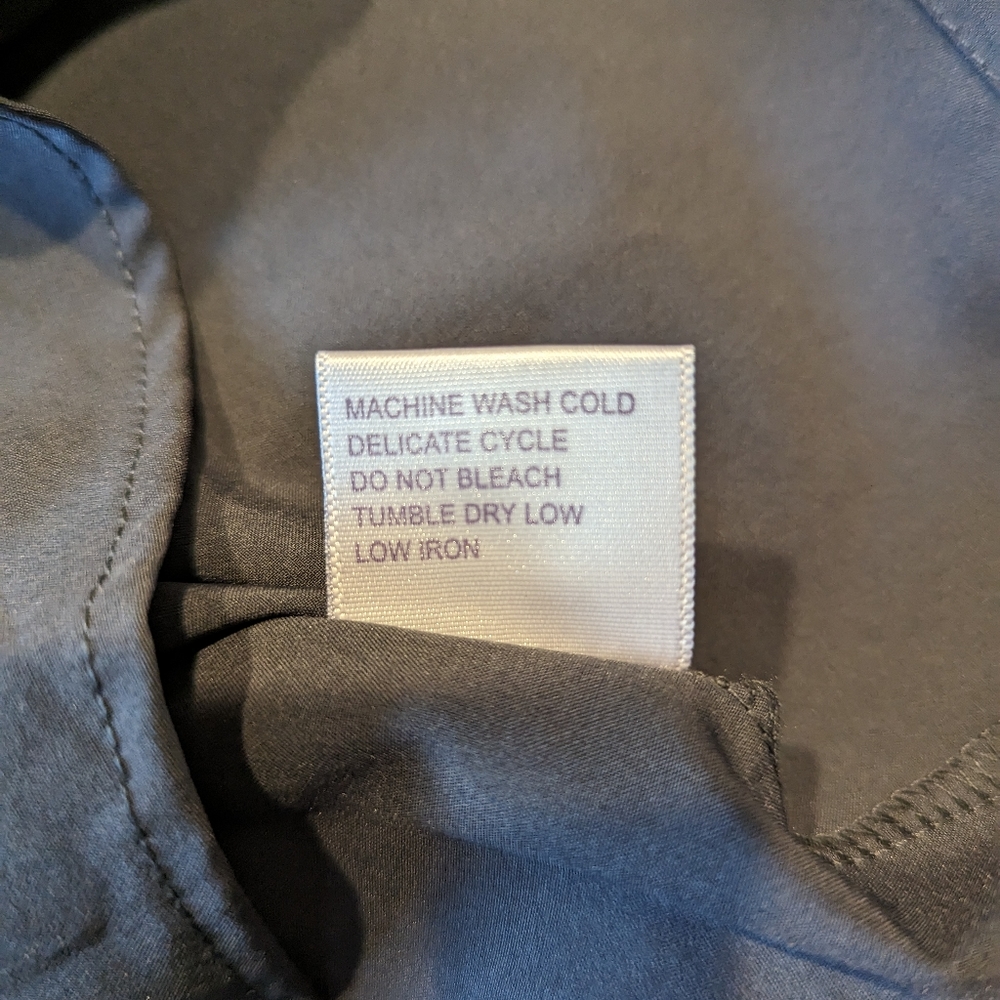 MACHINE WASH COLD
DELICATE CYCLE
DO NOT BLEACH
TUMBLE DRY LOW
LOW IRON